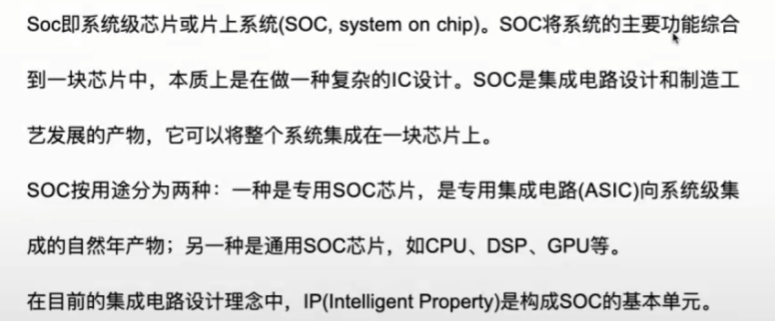 Soc即系统级芯片或片上系统(SOC, system on chip)。SOC将系统的主要功能综合
到一块芯片中，本质上是在做一种复杂的IC设计。SOC是集成电路设计和制造工
艺发展的产物，它可以将整个系统集成在一块芯片上。
SOC按用途分为两种：一种是专用SOC芯片，是专用集成电路(ASIC)向系统级集
成的自然年产物；另一种是通用SOC芯片，如CPU、DSP、GPU等。
在目前的集成电路设计理念中，IP(Intelligent Property)是构成SOC的基本单元。